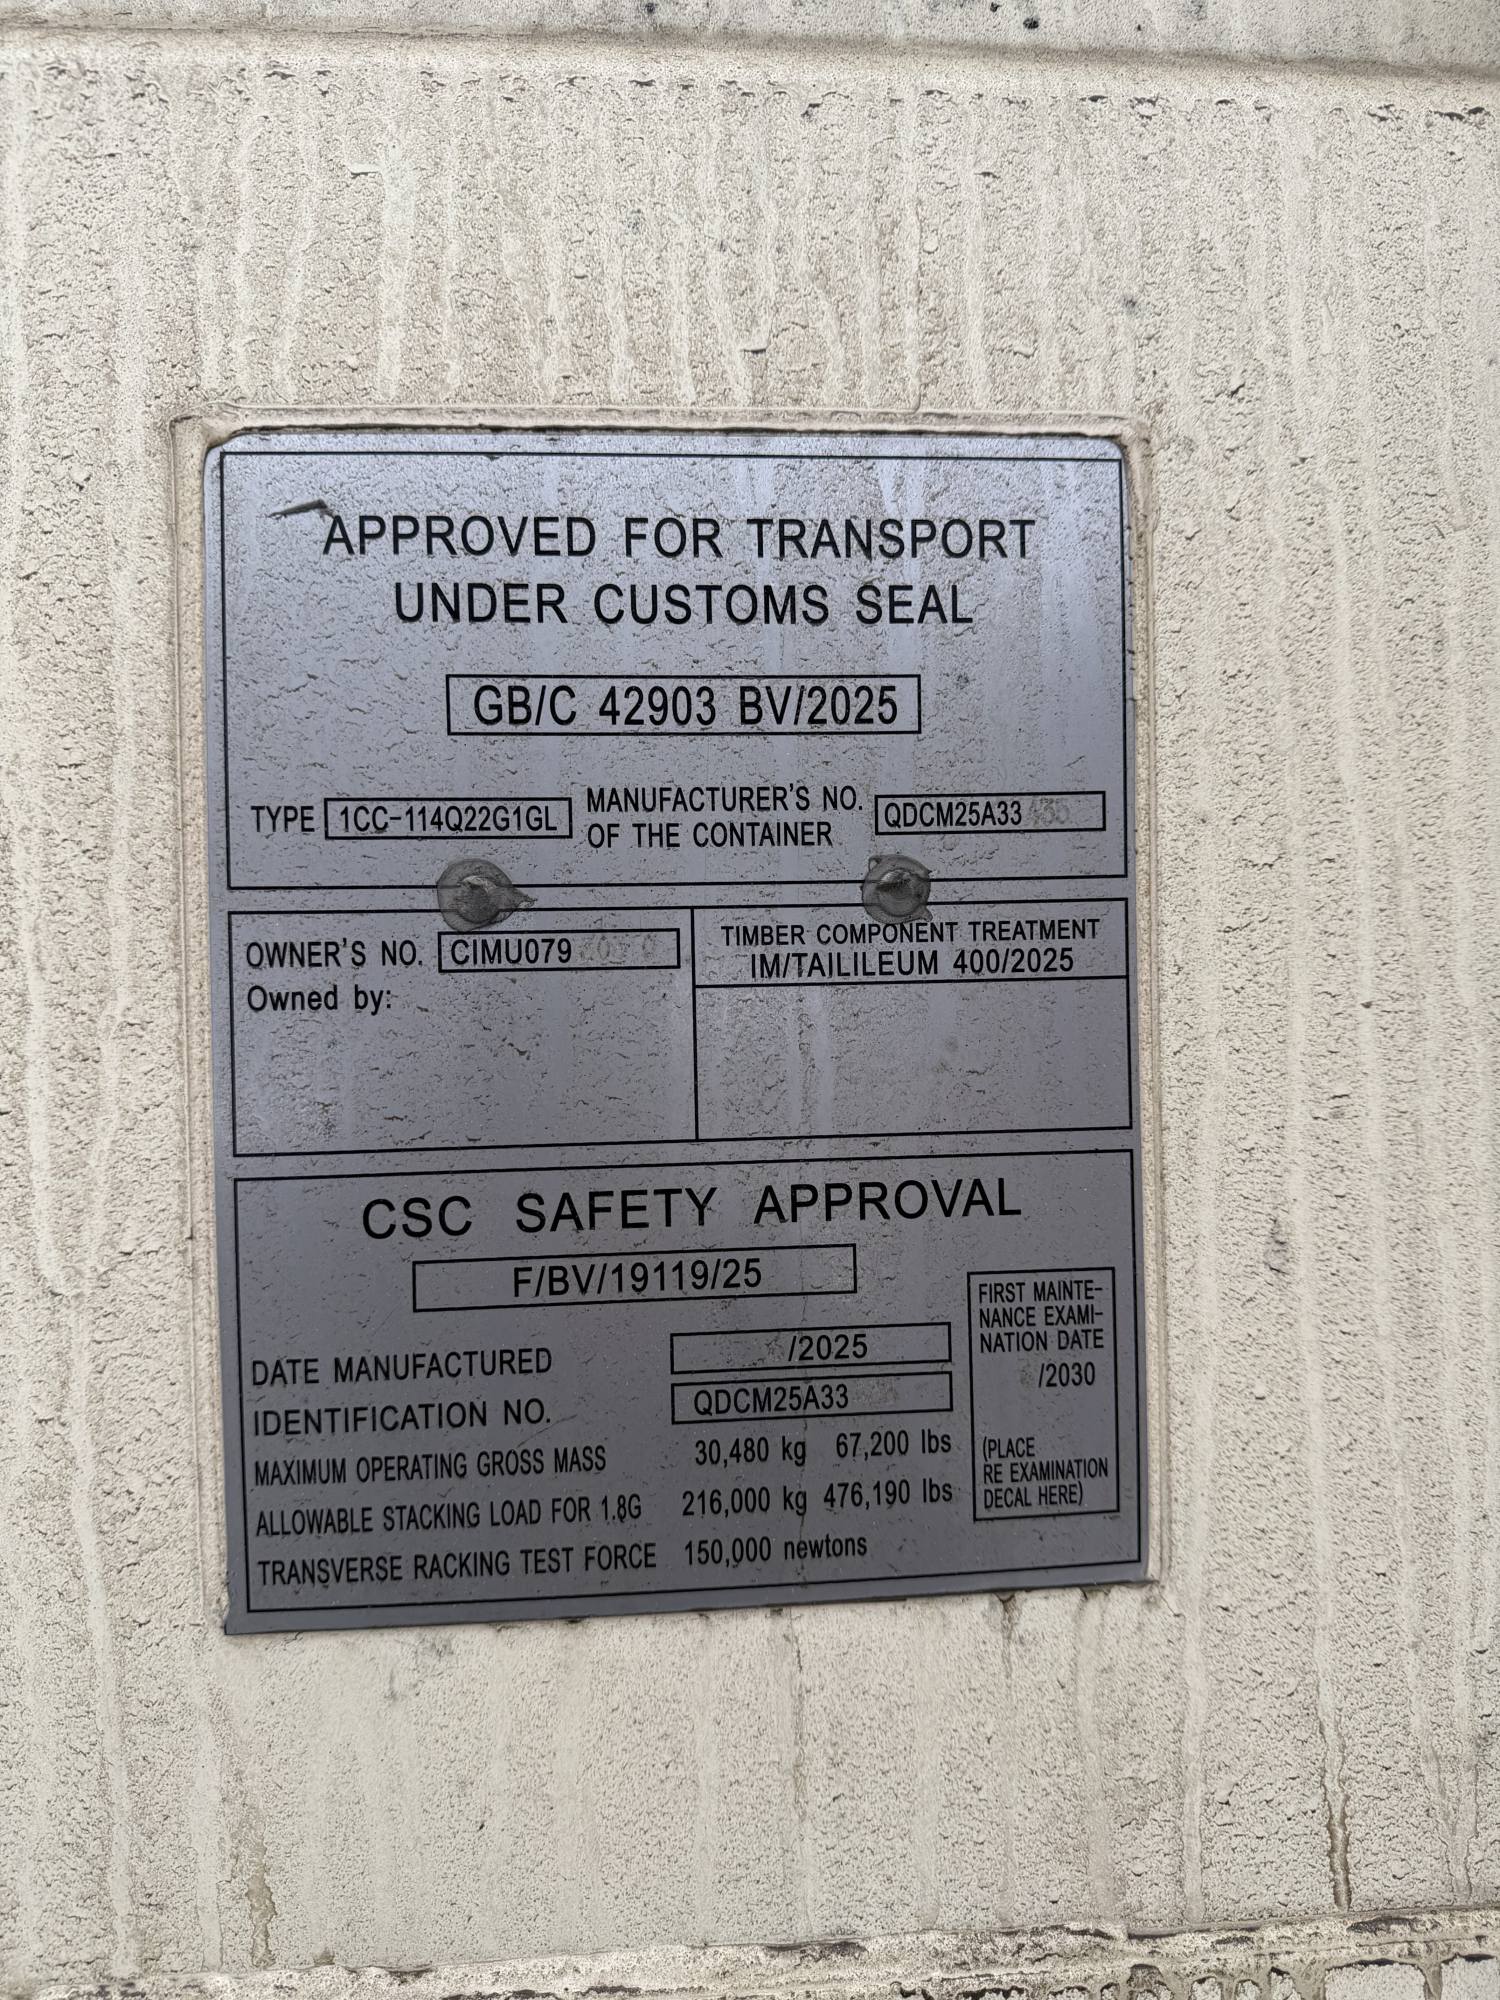 APPROVED FOR TRANSPORT
UNDER CUSTOMS SEAL
GB/C 42903 BV/2025
TYPE 1CC-114Q22G1GL
MANUFACTURER'S NO.
OF THE CONTAINER
QDCM25A33
OWNER'S NO. CIMU079
Owned by:
TIMBER COMPONENT TREATMENT
IM/TAILILEUM 400/2025
CSC SAFETY APPROVAL
F/BV/19119/25
DATE MANUFACTURED /2025
IDENTIFICATION NO. QDCM25A33
MAXIMUM OPERATING GROSS MASS 30,480 kg 67,200 lbs
ALLOWABLE STACKING LOAD FOR 1.8G 216,000 kg 476,190 lbs
TRANSVERSE RACKING TEST FORCE 150,000 newtons
FIRST MAINTE-
NANCE EXAMI-
NATION DATE
/2030
(PLACE
RE EXAMINATION
DECAL HERE)